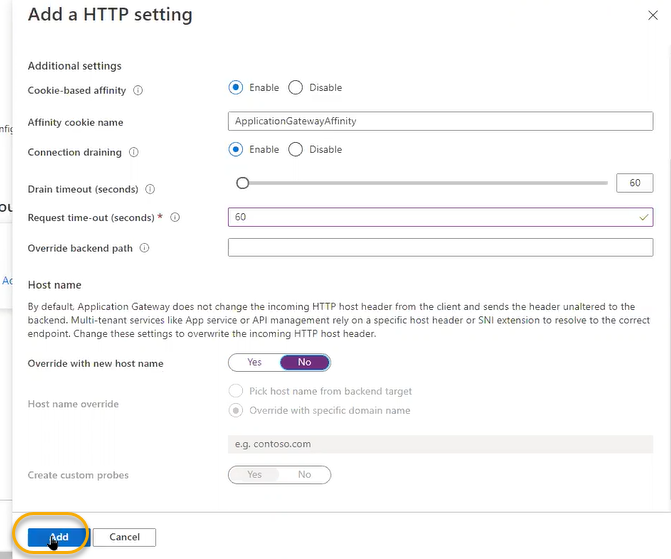 Add a HTTP setting
Additional settings
Cookie-based affinity Enable Disable
Affinity cookie name ApplicationGatewayAffinity
Connection draining Enable Disable
Drain timeout (seconds) 60
Request time-out (seconds) * 60
Override backend path
Host name
By default, Application Gateway does not change the incoming HTTP host header from the client and sends the header unaltered to the
backend. Multi-tenant services like App service or API management rely on a specific host header or SNI extension to resolve to the correct
endpoint. Change these settings to overwrite the incoming HTTP host header.
Override with new host name Yes No
Pick host name from backend target
Host name override
Override with specific domain name
e.g. contoso.com
Create custom probes Yes No
Add Cancel